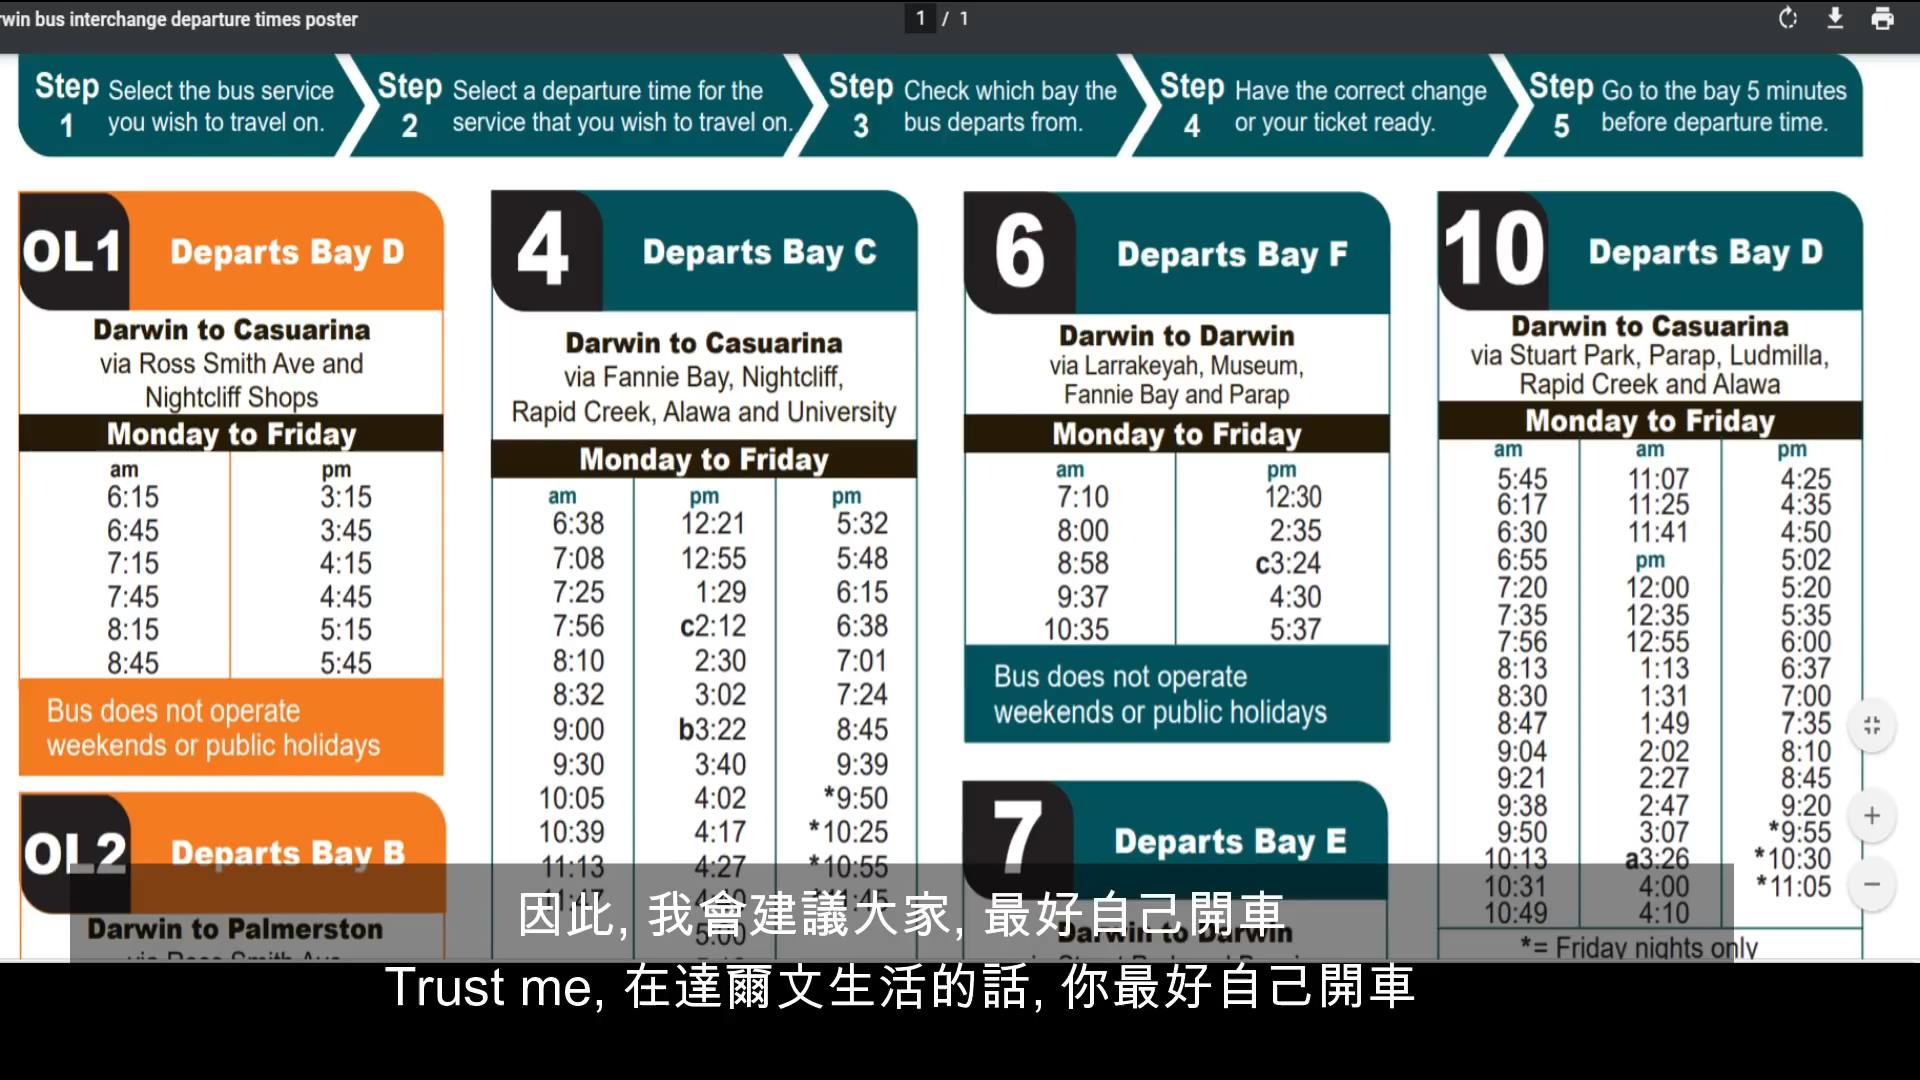 rwin bus interchange departure times poster
1 / 1
Step 1 Select the bus service
you wish to travel on.
Step 2 Select a departure time for the
service that you wish to travel on.
Step 3 Check which bay the
bus departs from.
Step 4 Have the correct change
or your ticket ready.
Step 5 Go to the bay 5 minutes
before departure time.
OL1 Departs Bay D
Darwin to Casuarina
via Ross Smith Ave and
Nightcliff Shops
Monday to Friday
am pm
6:15 3:15
6:45 3:45
7:15 4:15
7:45 4:45
8:15 5:15
8:45 5:45
Bus does not operate
weekends or public holidays
OL2 Departs Bay B
Darwin to Palmerston
via Ross Smith Ave
4 Departs Bay C
Darwin to Casuarina
via Fannie Bay, Nightcliff,
Rapid Creek, Alawa and University
Monday to Friday
am pm pm
6:38 12:21 5:32
7:08 12:55 5:48
7:25 1:29 6:15
7:56 c2:12 6:38
8:10 2:30 7:01
8:32 3:02 7:24
9:00 b3:22 8:45
9:30 3:40 9:39
10:05 4:02 *9:50
10:39 4:17 *10:25
11:13 4:27 *10:55
5:00
6 Departs Bay F
Darwin to Darwin
via Larrakeyah, Museum,
Fannie Bay and Parap
Monday to Friday
am pm
7:10 12:30
8:00 2:35
8:58 c3:24
9:37 4:30
10:35 5:37
Bus does not operate
weekends or public holidays
7 Departs Bay E
Darwin to Darwin
10 Departs Bay D
Darwin to Casuarina
via Stuart Park, Parap, Ludmilla,
Rapid Creek and Alawa
Monday to Friday
am am pm
5:45 11:07 4:25
6:17 11:25 4:35
6:30 11:41 4:50
6:55 pm 5:02
7:20 12:00 5:20
7:35 12:35 5:35
7:56 12:55 6:00
8:13 1:13 6:37
8:30 1:31 7:00
8:47 1:49 7:35
9:04 2:02 8:10
9:21 2:27 8:45
9:38 2:47 9:20
9:50 3:07 *9:55
10:13 a3:26 *10:30
10:31 4:00 *11:05
10:49 4:10
*= Friday nights only
因此, 我會建議大家, 最好自己開車
Trust me, 在達爾文生活的話, 你最好自己開車